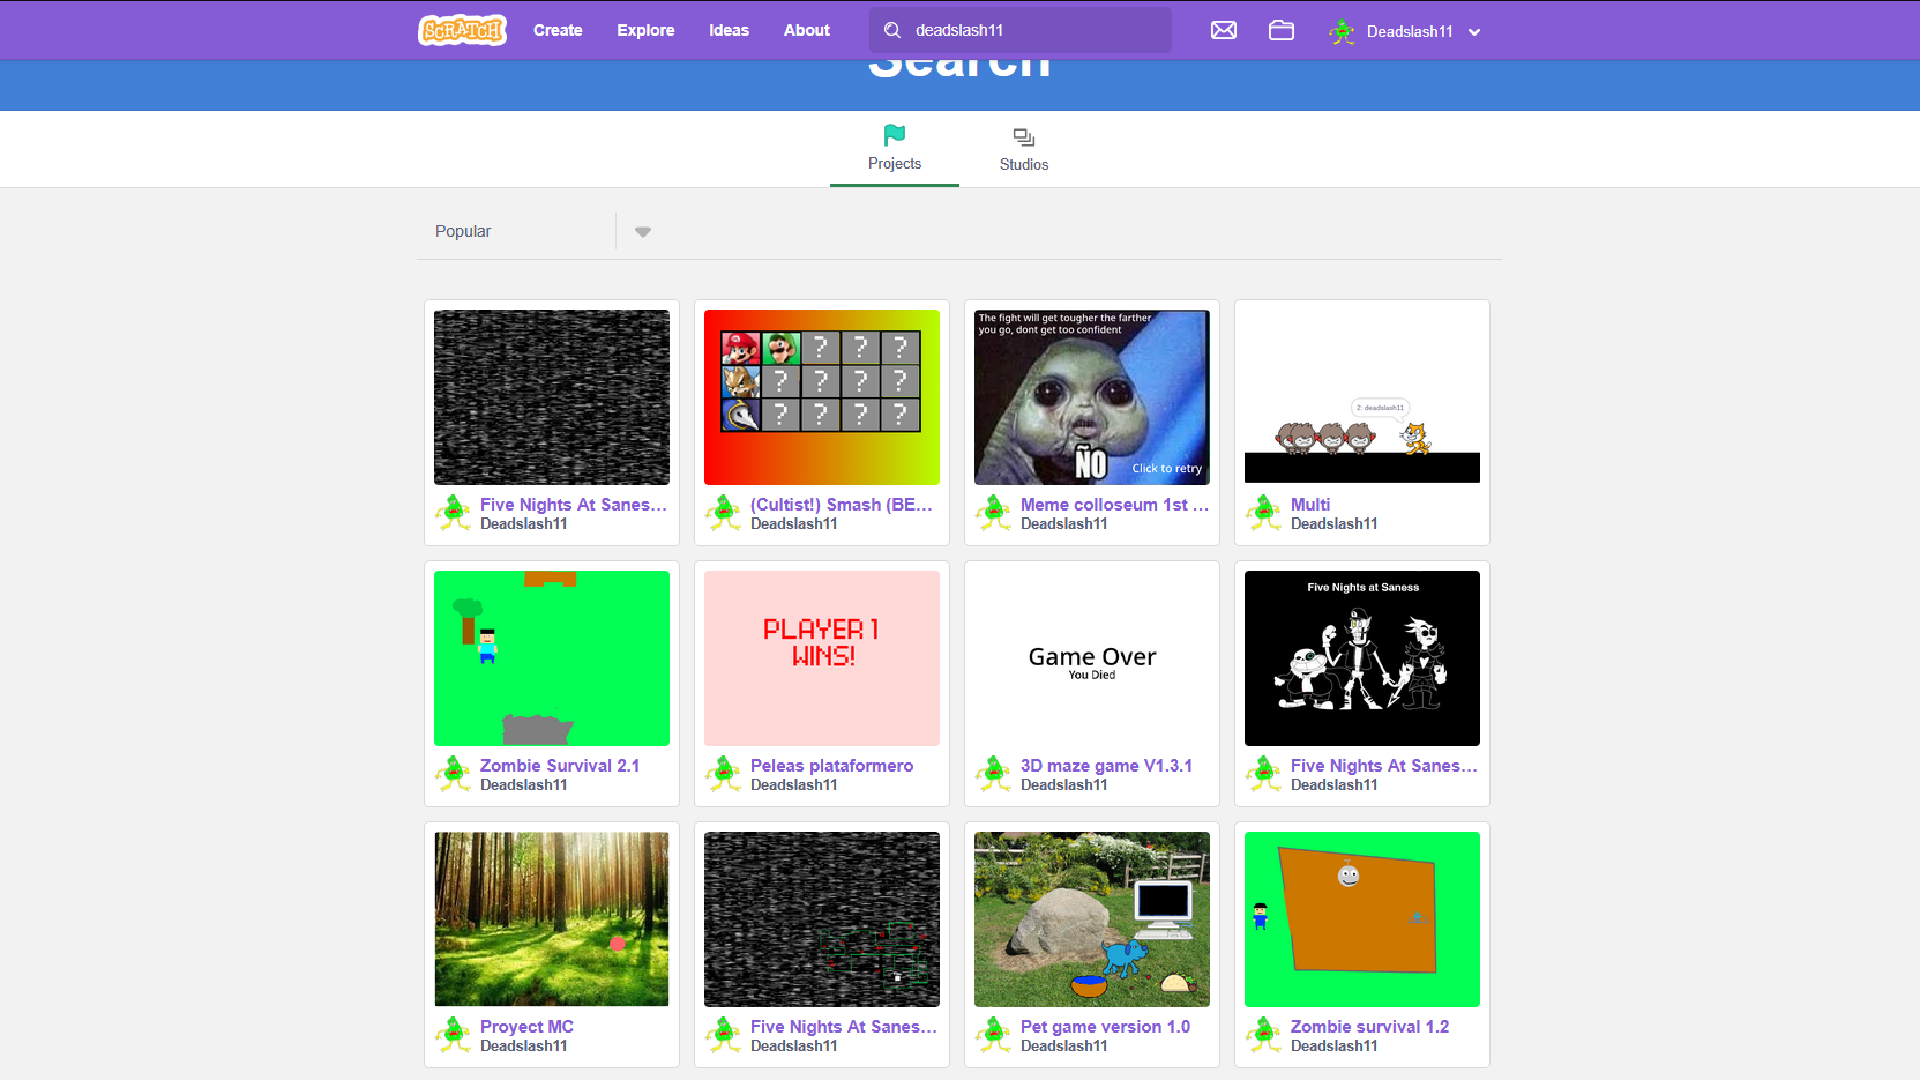 SCRATCH
Create
Explore
Ideas
About
deadslash11
Deadslash11
Search
Projects
Studios
Popular
? ? ?
? ? ? ?
? ? ? ?
The fight will get tougher the farther
you go, dont get too confident
ÑO
Click to retry
2: deadslash11
Five Nights At Sanes...
Deadslash11
(Cultist!) Smash (BE...
Deadslash11
Meme colloseum 1st ...
Deadslash11
Multi
Deadslash11
PLAYER 1
WINS!
Game Over
You Died
Five Nights at Saness
Zombie Survival 2.1
Deadslash11
Peleas plataformero
Deadslash11
3D maze game V1.3.1
Deadslash11
Five Nights At Sanes...
Deadslash11
Proyect MC
Deadslash11
Five Nights At Sanes...
Deadslash11
Pet game version 1.0
Deadslash11
Zombie survival 1.2
Deadslash11